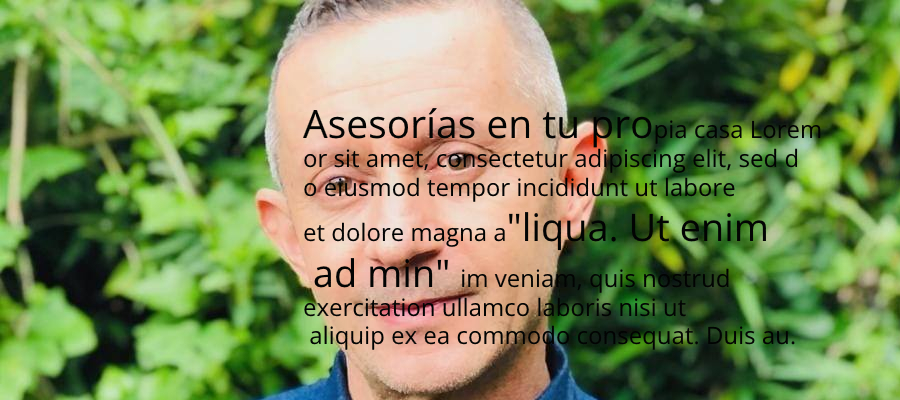 Asesorías en tu propia casa Lorem
or sit amet, consectetur adipiscing elit, sed d
o eiusmod tempor incididunt ut labore
et dolore magna a"liqua. Ut enim
ad min" im veniam, quis nostrud
exercitation ullamco laboris nisi ut
aliquip ex ea commodo consequat. Duis au.